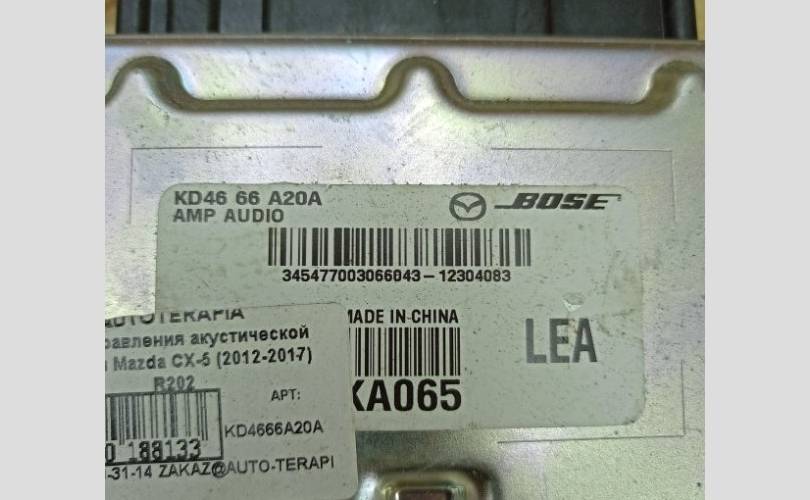 KD46 66 A20A
AMP AUDIO
BOSE
345477003066043-12304083
MADE IN CHINA
LEA
KA065
AUTOTERAPIA
равления акустической
Mazda CX-5 (2012-2017)
R202
АРТ:
KD4666A20A
0 188133
-31-14 ZAKAZ@AUTO-TERAPI